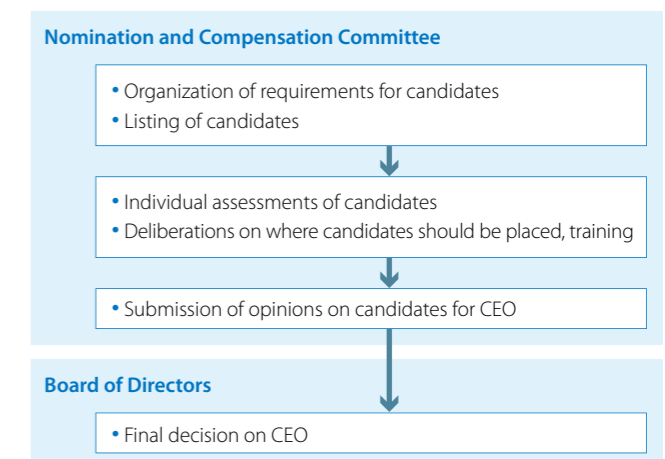 Nomination and Compensation Committee
• Organization of requirements for candidates
• Listing of candidates
• Individual assessments of candidates
• Deliberations on where candidates should be placed, training
• Submission of opinions on candidates for CEO
Board of Directors
• Final decision on CEO